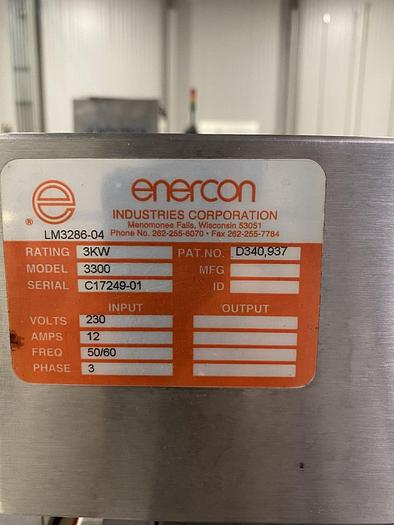 e
®
enercon
INDUSTRIES CORPORATION
Menomonee Falls, Wisconsin 53051
LM3286-04 Phone No. 262-255-6070 • Fax 262-255-7784
RATING 3KW PAT.NO. D340,937
MODEL 3300 MFG
SERIAL C17249-01 ID
INPUT OUTPUT
VOLTS 230
AMPS 12
FREQ 50/60
PHASE 3